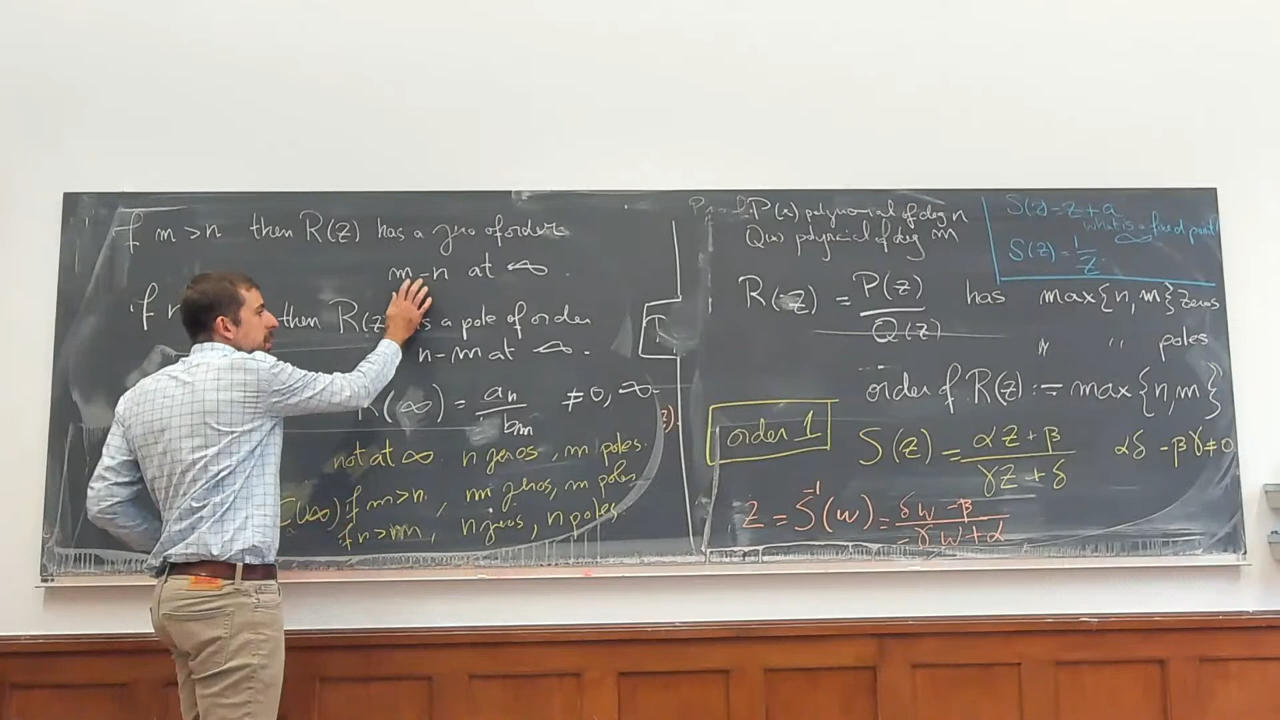 if m>n then R(z) has a zero of order
m-n at ∞.
if n then R(z) is a pole of order
n-m at ∞.
R(∞) = an/bm ≠0, ∞
not at ∞ n zeros, m poles.
C∪{∞}: if m>n, m zeros, m poles
if n>m, n zeros, n poles.
P(z) polynomial of deg n
Q(z) polynomial of deg m
R(z) = P(z)/Q(z) has max{n,m} zeros
" " poles
order of R(z) := max{n,m}
order 1
S(z) = αz+β/γz+δ αδ-βγ≠0
z = S⁻¹(w) = δw-β/-γw+α
S(z)=z+a
∞ what is a fixed point
S(z)=1/z